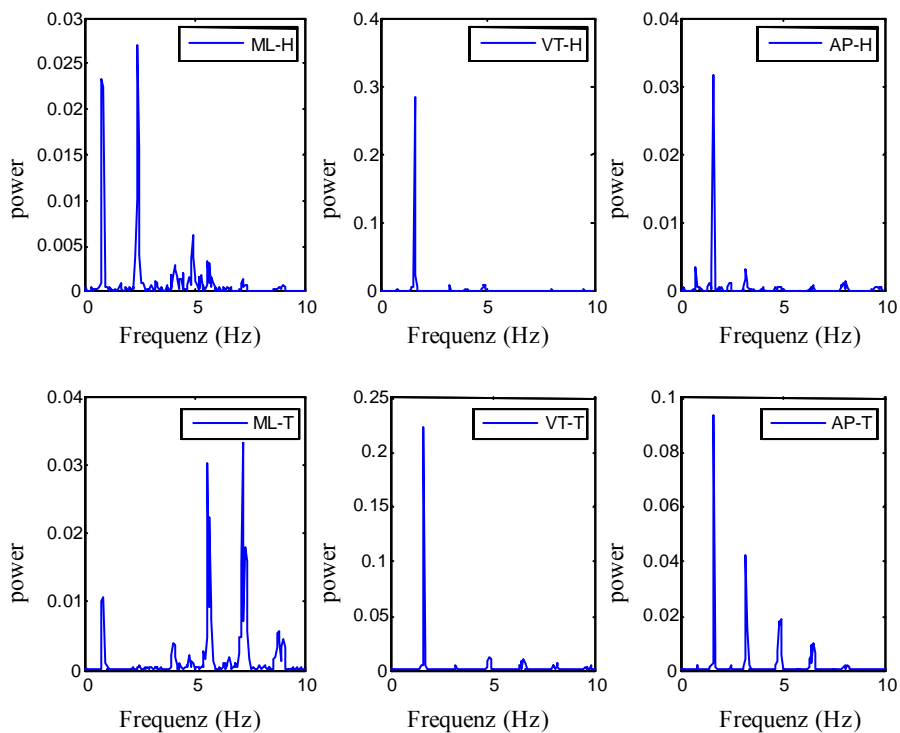 0.03
0.025
0.02
0.015
0.01
0.005
0
power
0 5 10
Frequenz (Hz)
ML-H
0.4
0.3
0.2
0.1
0
power
0 5 10
Frequenz (Hz)
VT-H
0.04
0.03
0.02
0.01
0
power
0 5 10
Frequenz (Hz)
AP-H
0.04
0.03
0.02
0.01
0
power
0 5 10
Frequenz (Hz)
ML-T
0.25
0.2
0.15
0.1
0.05
0
power
0 5 10
Frequenz (Hz)
VT-T
0.1
0.08
0.06
0.04
0.02
0
power
0 5 10
Frequenz (Hz)
AP-T